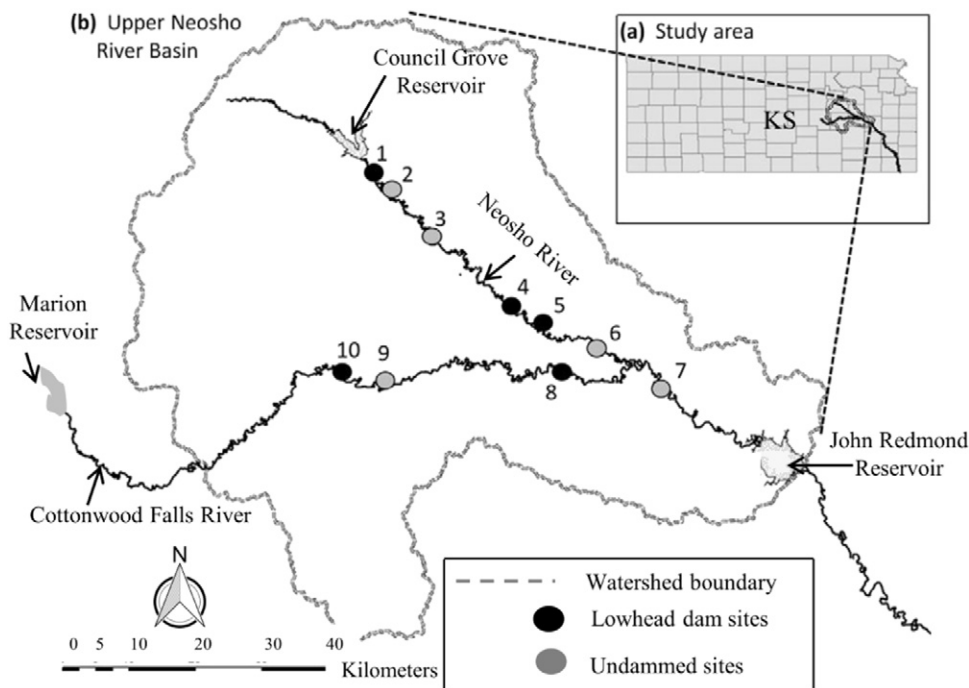 (b) Upper Neosho
River Basin
(a) Study area
KS
Council Grove
Reservoir
1
2
3
Neosho River
4
5
6
7
Marion
Reservoir
10
9
8
John Redmond
Reservoir
Cottonwood Falls River
N
0 5 10 20 30 40
Kilometers
Watershed boundary
Lowhead dam sites
Undammed sites